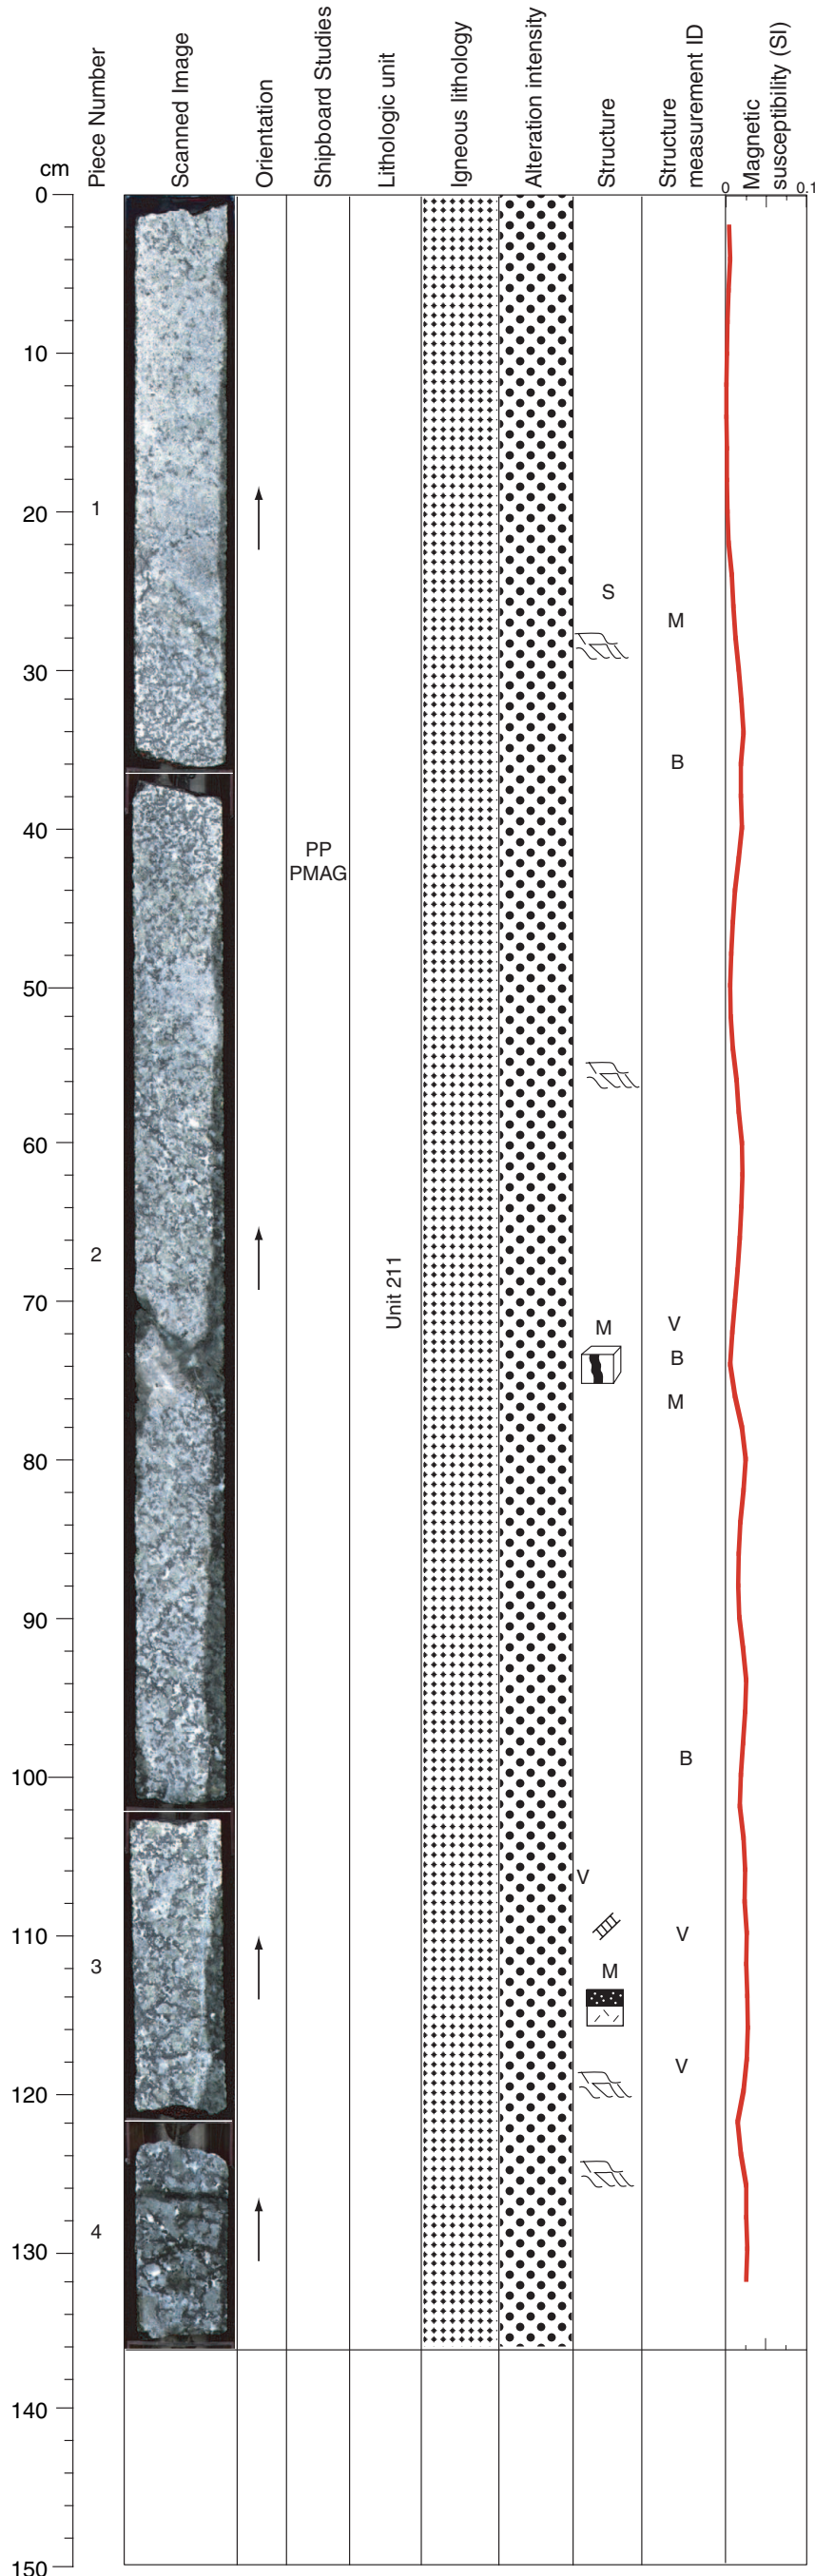 cm
Piece Number
Scanned Image
Orientation
Shipboard Studies
Lithologic unit
Igneous lithology
Alteration intensity
Structure
Structure
measurement ID
Magnetic
susceptibility (SI)
0 0.1
0
10
1
20
S
M
30
B
40
PP
PMAG
50
60
2
Unit 211
70
M
V
B
M
80
90
B
100
V
110
V
3
M
V
120
4
130
140
150